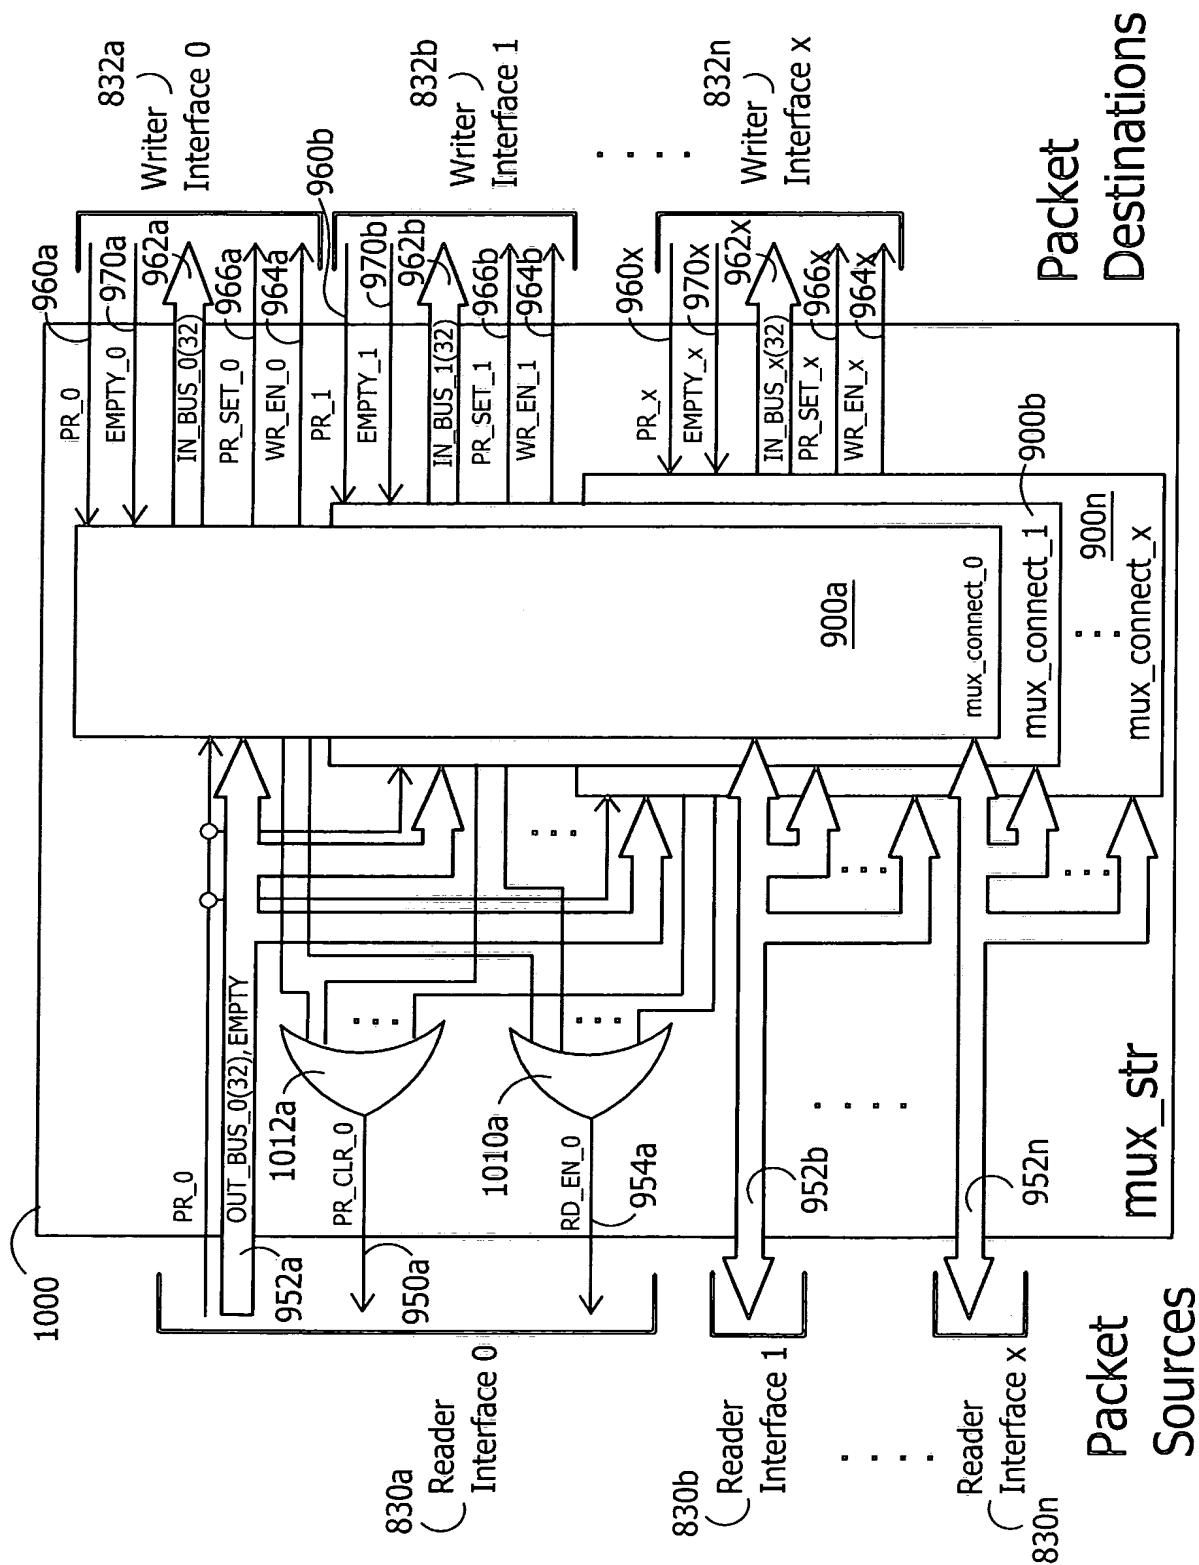 1000
830a
Reader
Interface 0
PR_0
OUT_BUS_0(32), EMPTY
952a
PR_CLR_0
950a
1012a
RD_EN_0
954a
1010a
830b
Reader
Interface 1
952b
830n
Reader
Interface x
952n
Packet
Sources
mux_str
900a
mux_connect_0
900b
mux_connect_1
900n
mux_connect_x
PR_0
960a
EMPTY_0
970a
IN_BUS_0(32)
962a
PR_SET_0
966a
WR_EN_0
964a
832a
Writer
Interface 0
PR_1
960b
EMPTY_1
970b
IN_BUS_1(32)
962b
PR_SET_1
966b
WR_EN_1
964b
832b
Writer
Interface 1
PR_x
960x
EMPTY_x
970x
IN_BUS_x(32)
962x
PR_SET_x
966x
WR_EN_x
964x
832n
Writer
Interface x
Packet
Destinations